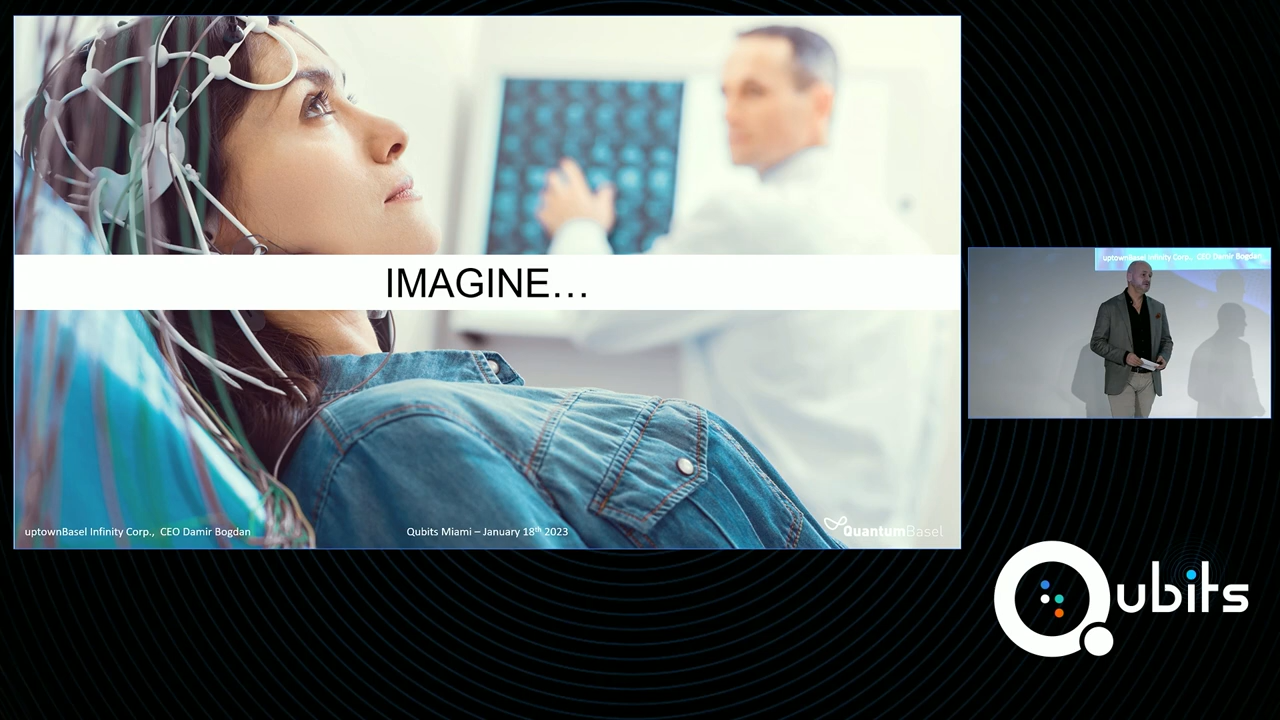 IMAGINE...
uptownBasel Infinity Corp., CEO Damir Bogdan
Qubits Miami – January 18th 2023
QuantumBasel
uptownBasel Infinity Corp., CEO Damir Bogdan
Qubits